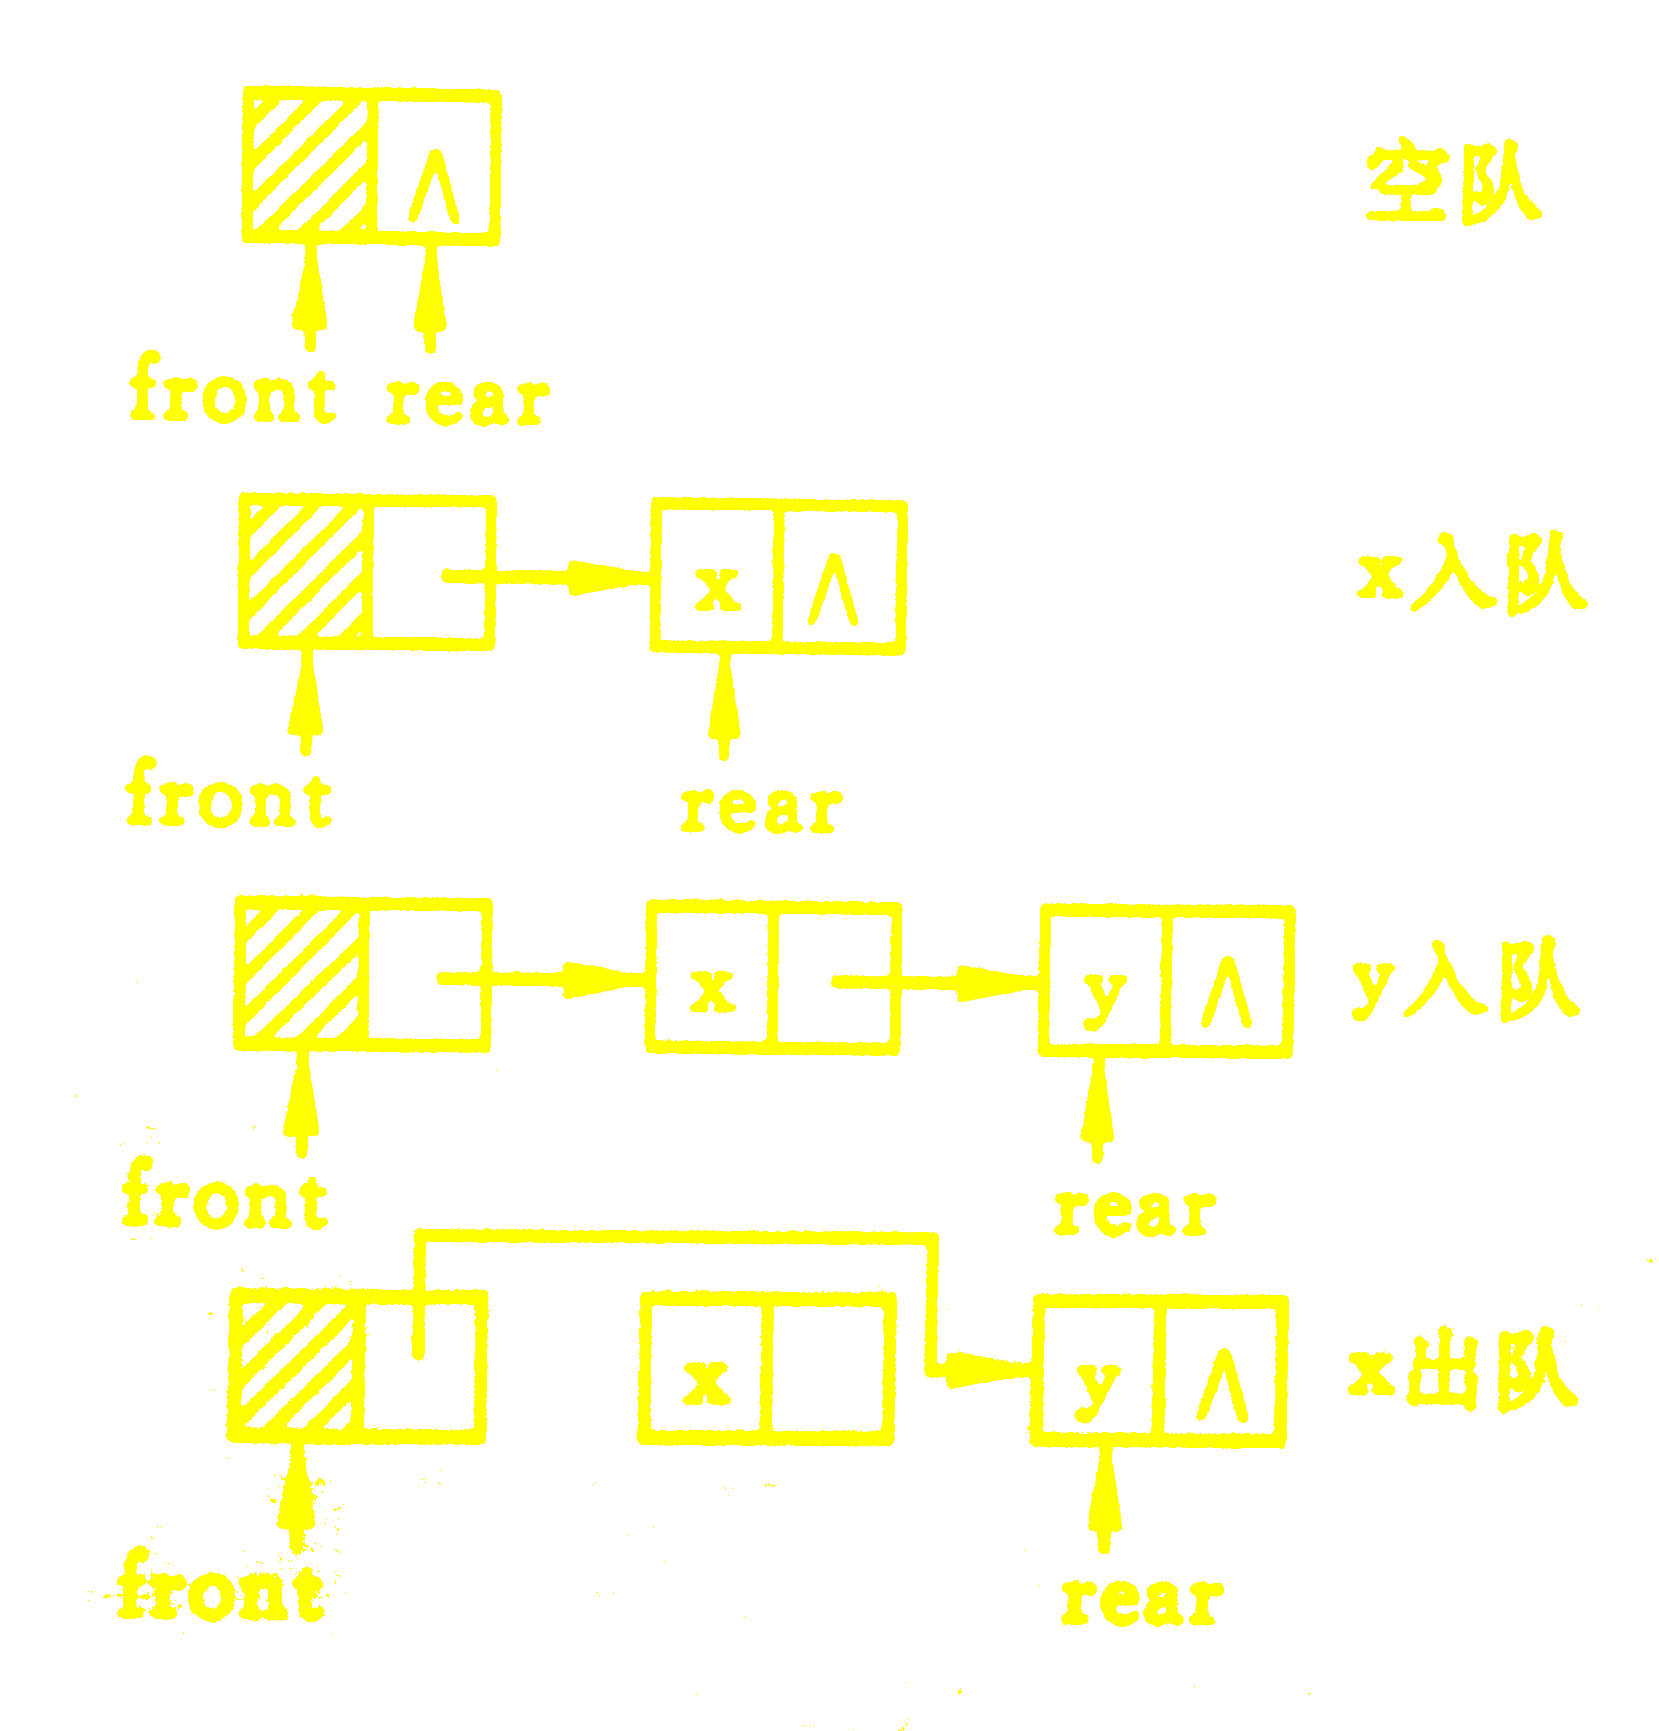 ∧ 空队
front rear
x ∧ x入队
front rear
x y ∧ y入队
front rear
x y ∧ x出队
front rear